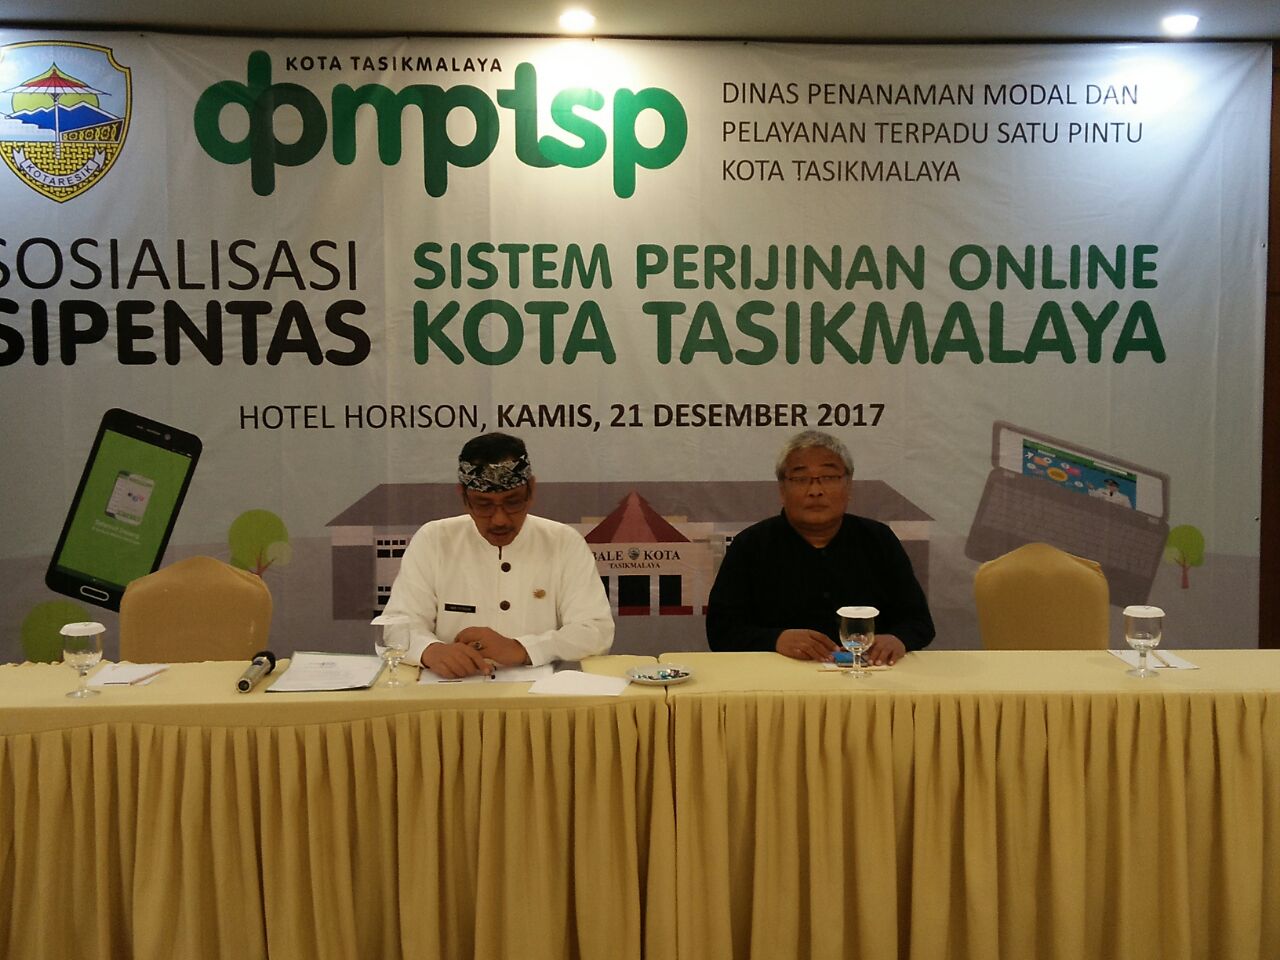 KOTA TASIKMALAYA
dpmptsp
DINAS PENANAMAN MODAL DAN
PELAYANAN TERPADU SATU PINTU
KOTA TASIKMALAYA
KOTARESIK
SOSIALISASI
SIPENTAS
SISTEM PERIJINAN ONLINE
KOTA TASIKMALAYA
HOTEL HORISON, KAMIS, 21 DESEMBER 2017
BALE KOTA
TASIKMALAYA